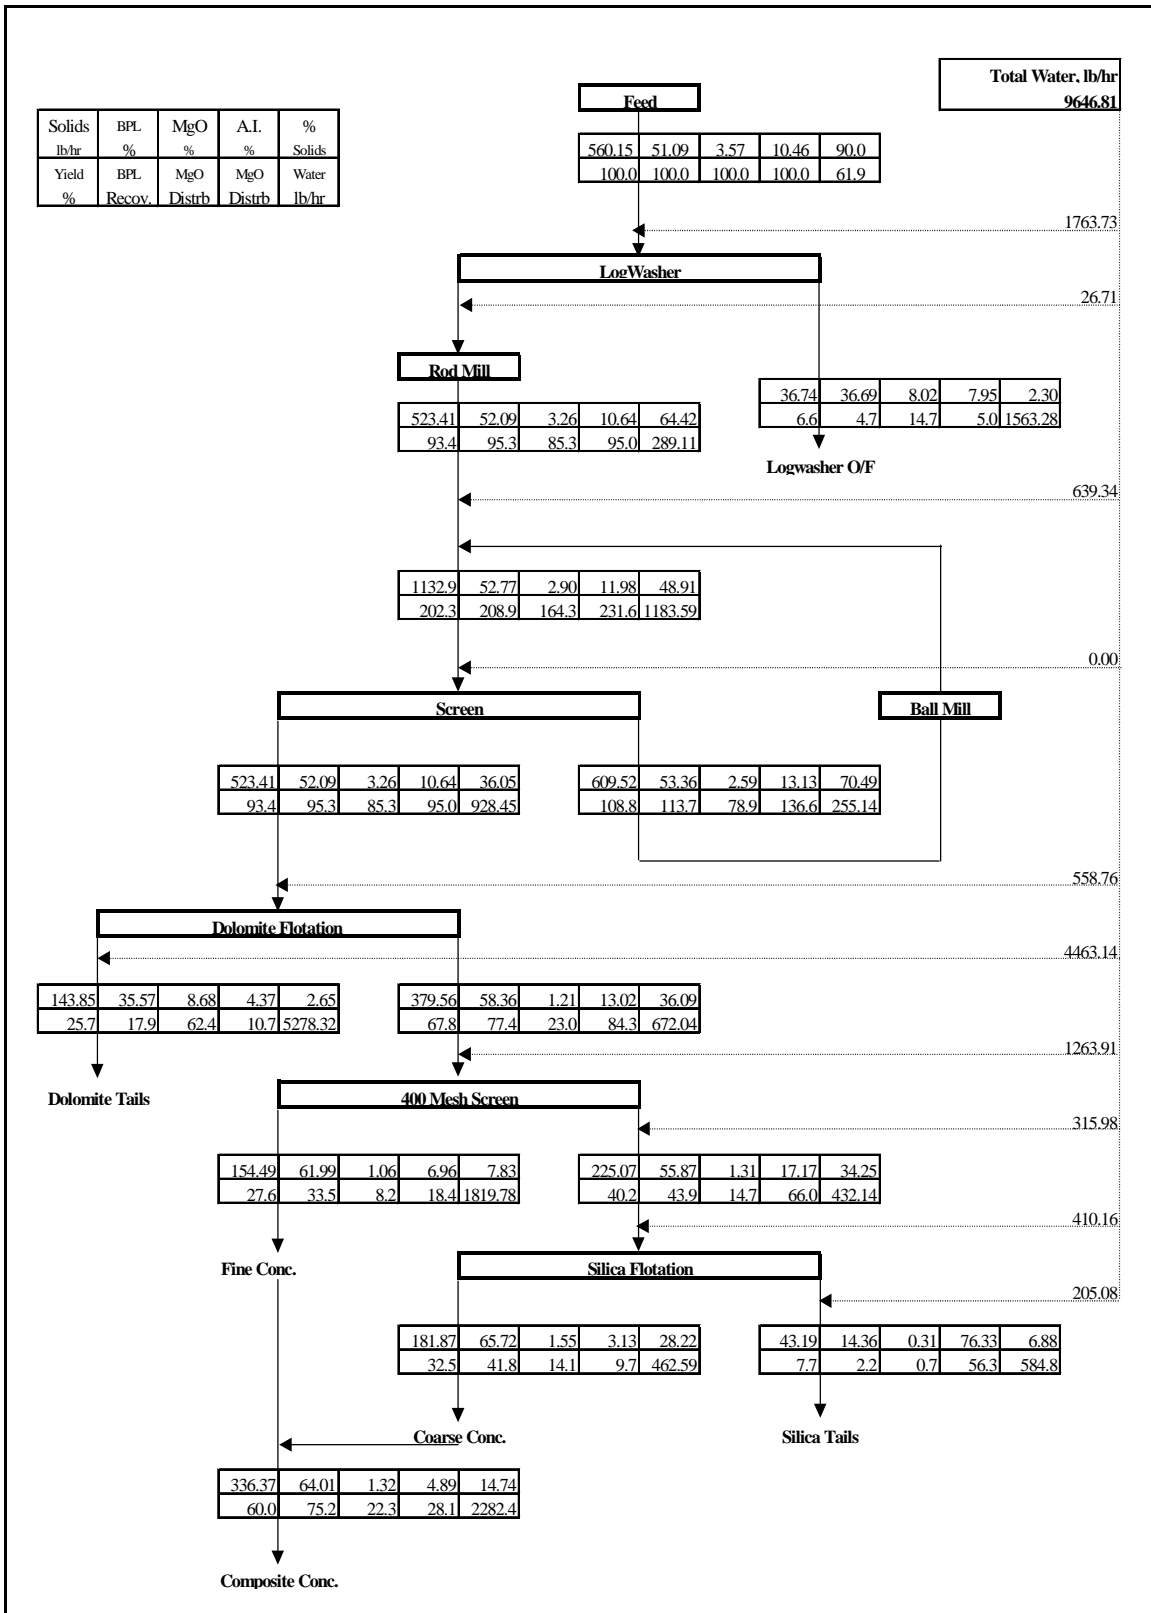 Total Water, lb/hr
9646.81
Feed
Solids BPL MgO A.I. %
lb/hr % % % Solids
Yield BPL MgO MgO Water
% Recov. Distrb Distrb lb/hr
560.15 51.09 3.57 10.46 90.0
100.0 100.0 100.0 100.0 61.9
1763.73
LogWasher
26.71
Rod Mill
36.74 36.69 8.02 7.95 2.30
6.6 4.7 14.7 5.0 1563.28
523.41 52.09 3.26 10.64 64.42
93.4 95.3 85.3 95.0 289.11
Logwasher O/F
639.34
1132.9 52.77 2.90 11.98 48.91
202.3 208.9 164.3 231.6 1183.59
0.00
Screen
Ball Mill
523.41 52.09 3.26 10.64 36.05
93.4 95.3 85.3 95.0 928.45
609.52 53.36 2.59 13.13 70.49
108.8 113.7 78.9 136.6 255.14
558.76
Dolomite Flotation
4463.14
143.85 35.57 8.68 4.37 2.65
25.7 17.9 62.4 10.7 5278.32
379.56 58.36 1.21 13.02 36.09
67.8 77.4 23.0 84.3 672.04
1263.91
Dolomite Tails
400 Mesh Screen
315.98
154.49 61.99 1.06 6.96 7.83
27.6 33.5 8.2 18.4 1819.78
225.07 55.87 1.31 17.17 34.25
40.2 43.9 14.7 66.0 432.14
410.16
Fine Conc.
Silica Flotation
205.08
181.87 65.72 1.55 3.13 28.22
32.5 41.8 14.1 9.7 462.59
43.19 14.36 0.31 76.33 6.88
7.7 2.2 0.7 56.3 584.8
Coarse Conc.
Silica Tails
336.37 64.01 1.32 4.89 14.74
60.0 75.2 22.3 28.1 2282.4
Composite Conc.